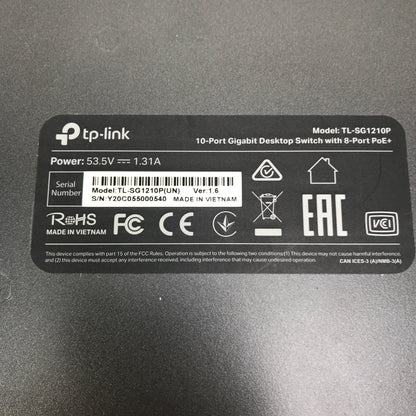 tp-link
Model: TL-SG1210P
10-Port Gigabit Desktop Switch with 8-Port PoE+
Power: 53.5V ⎓ 1.31A
Serial
Number
Model:TL-SG1210P(UN) Ver:1.6
S/N:Y20C055000540 MADE IN VIETNAM
RoHS
MADE IN VIETNAM
FC CE
EAC
VCCI
This device complies with part 15 of the FCC Rules. Operation is subject to the following two conditions:(1) This device may not cause harmful interference,
and (2) this device must accept any interference received, including interference that may cause undesired operation.
CAN ICES-3 (A)/NMB-3(A)